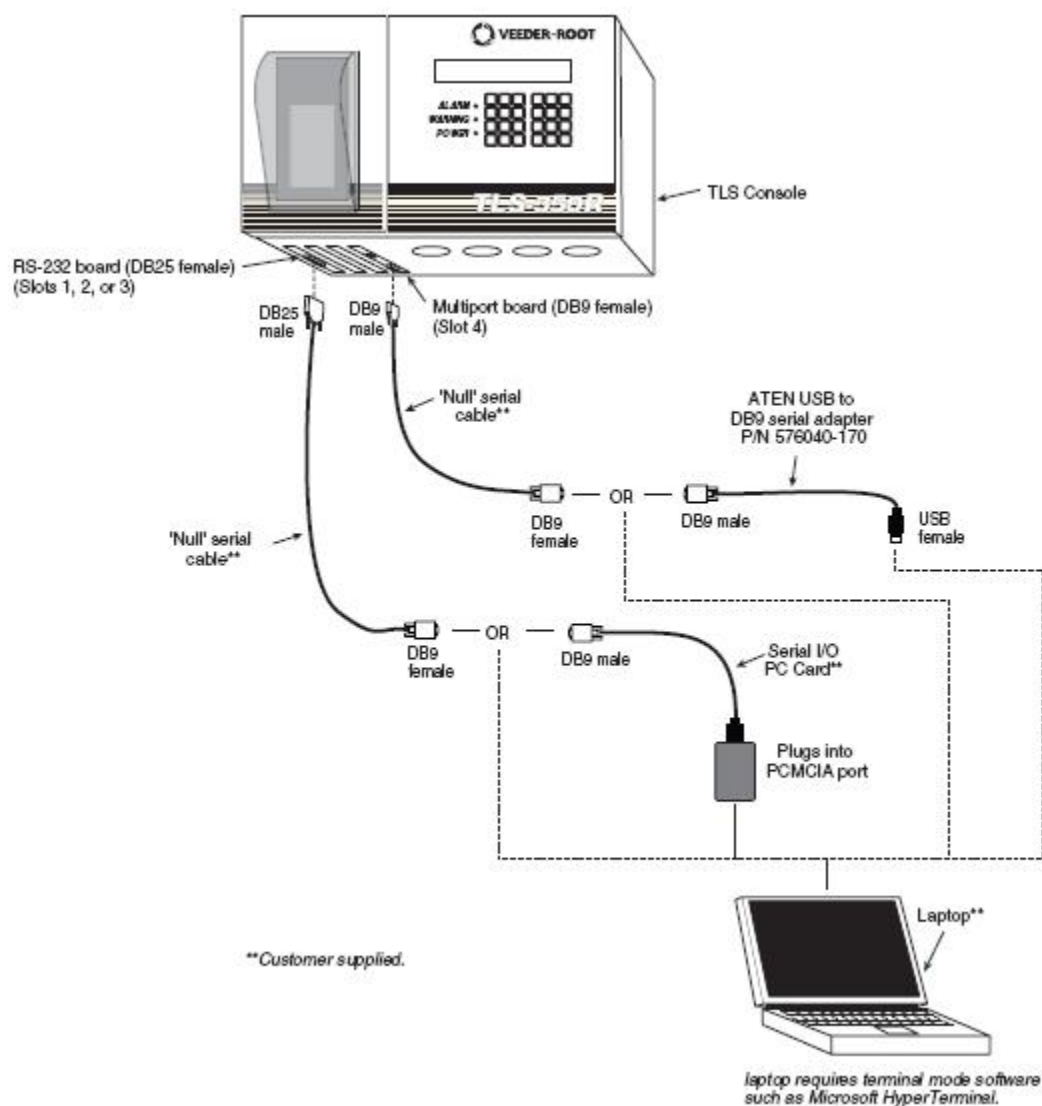 VEEDER-ROOT
ALARM
WARNING
POWER
TLS-350R
TLS Console
RS-232 board (DB25 female)
(Slots 1, 2, or 3)
DB25
male
DB9
male
Multiport board (DB9 female)
(Slot 4)
'Null' serial
cable**
ATEN USB to
DB9 serial adapter
P/N 576040-170
OR
DB9
female
DB9 male
USB
female
'Null' serial
cable**
OR
DB9
female
DB9 male
Serial I/O
PC Card**
Plugs into
PCMCIA port
Laptop**
**Customer supplied.
laptop requires terminal mode software
such as Microsoft HyperTerminal.